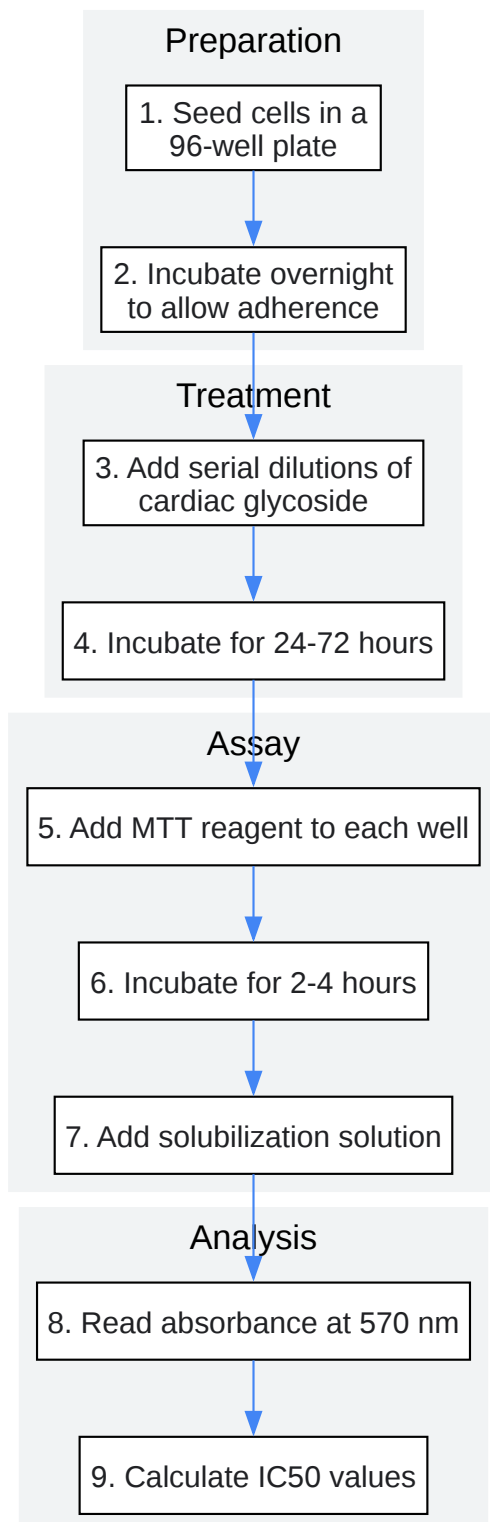 Preparation
1. Seed cells in a
96-well plate
2. Incubate overnight
to allow adherence
Treatment
3. Add serial dilutions of
cardiac glycoside
4. Incubate for 24-72 hours
Assay
5. Add MTT reagent to each well
6. Incubate for 2-4 hours
7. Add solubilization solution
Analysis
8. Read absorbance at 570 nm
9. Calculate IC50 values